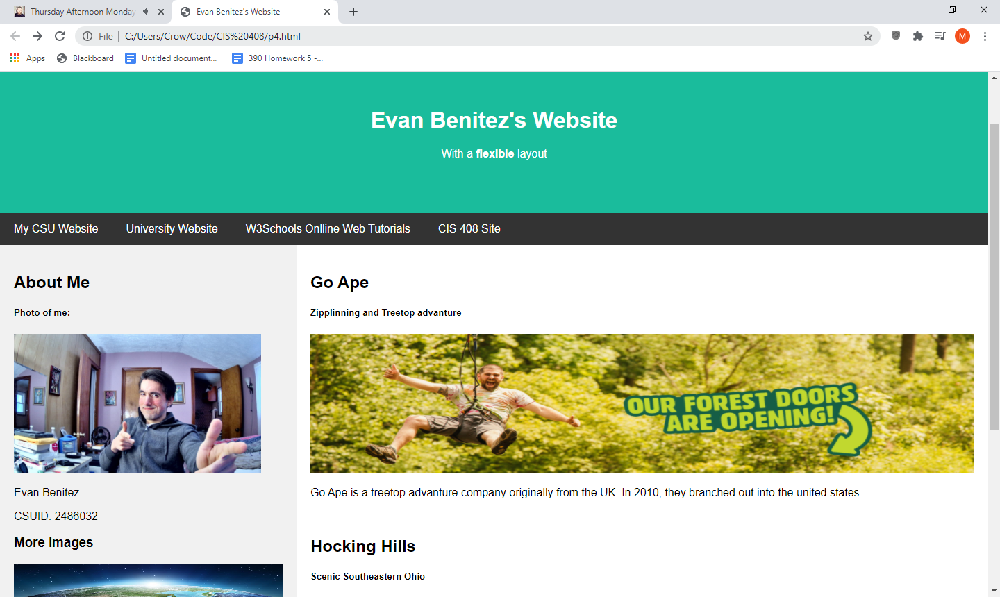 Thursday Afternoon Monday
Evan Benitez's Website
File
C:/Users/Crow/Code/CIS%20408/p4.html
M
Apps
Blackboard
Untitled document...
390 Homework 5 -...
Evan Benitez's Website
With a flexible layout
My CSU Website
University Website
W3Schools Onlline Web Tutorials
CIS 408 Site
About Me
Photo of me:
Evan Benitez
CSUID: 2486032
More Images
Go Ape
Zipplinning and Treetop advanture
OUR FOREST DOORS
ARE OPENING!
Go Ape is a treetop advanture company originally from the UK. In 2010, they branched out into the united states.
Hocking Hills
Scenic Southeastern Ohio